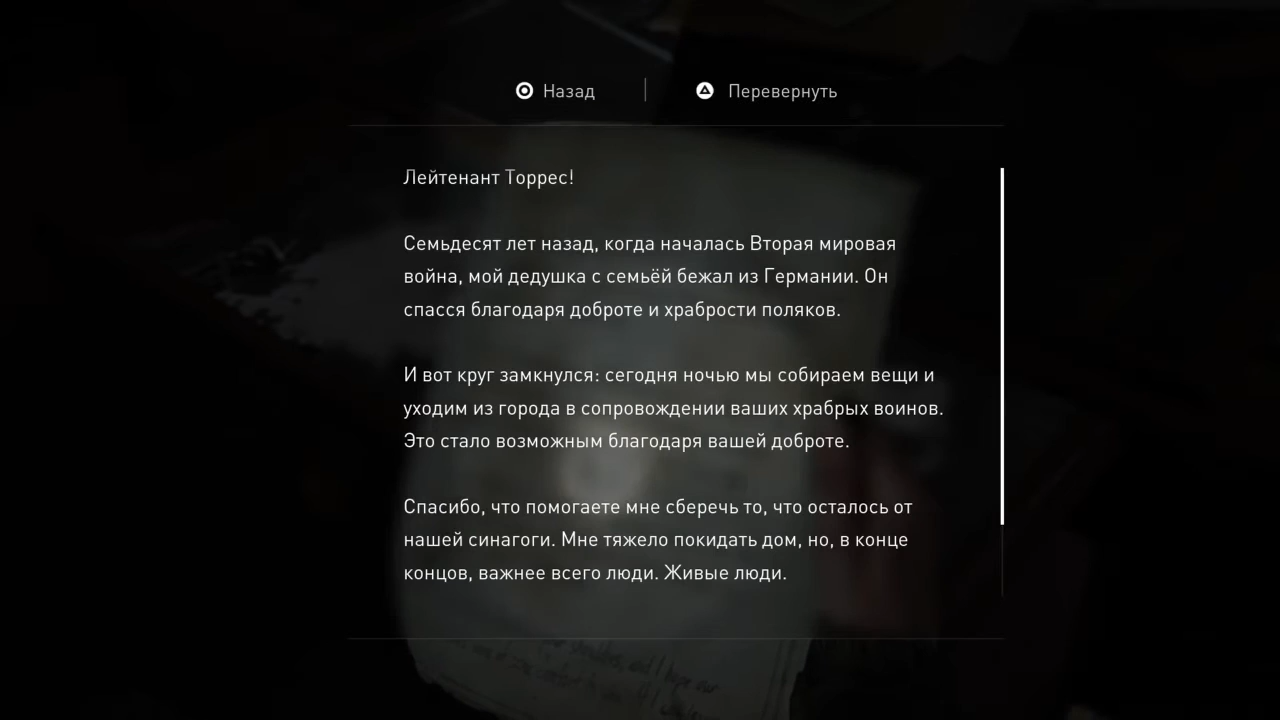 Назад
Перевернуть
Лейтенант Торрес!
Семьдесят лет назад, когда началась Вторая мировая
война, мой дедушка с семьёй бежал из Германии. Он
спасся благодаря доброте и храбрости поляков.
И вот круг замкнулся: сегодня ночью мы собираем вещи и
уходим из города в сопровождении ваших храбрых воинов.
Это стало возможным благодаря вашей доброте.
Спасибо, что помогаете мне сберечь то, что осталось от
нашей синагоги. Мне тяжело покидать дом, но, в конце
концов, важнее всего люди. Живые люди.